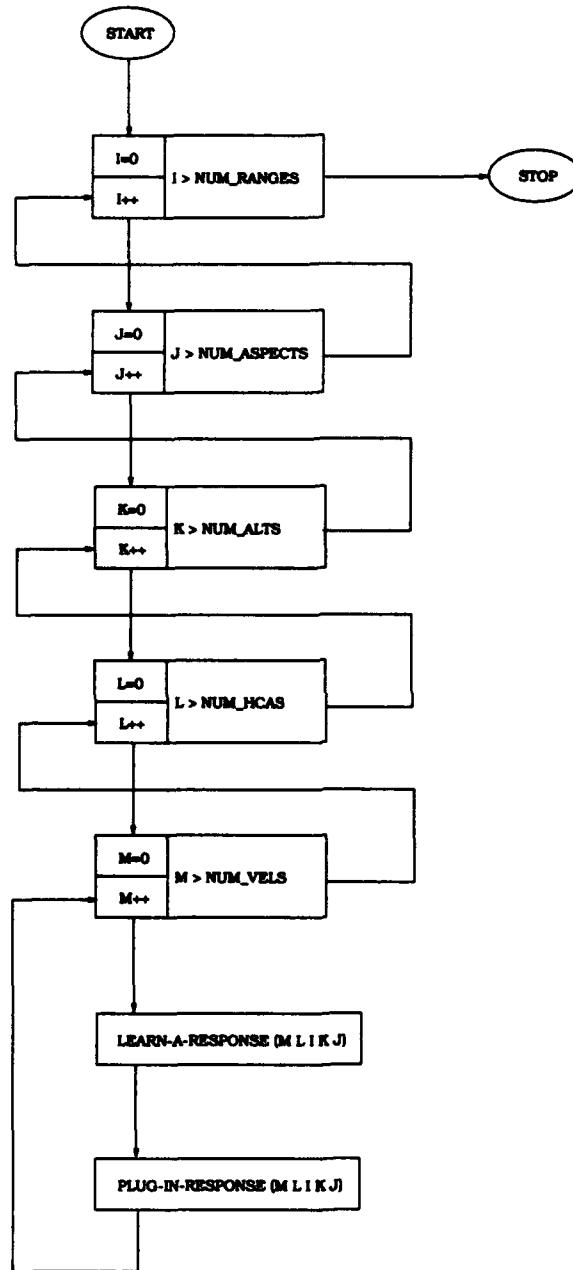 START
I=0
I > NUM_RANGES
I++
STOP
J=0
J > NUM_ASPECTS
J++
K=0
K > NUM_ALTS
K++
L=0
L > NUM_HCAS
L++
M=0
M > NUM_VELS
M++
LEARN-A-RESPONSE (M L I K J)
PLUG-IN-RESPONSE (M L I K J)